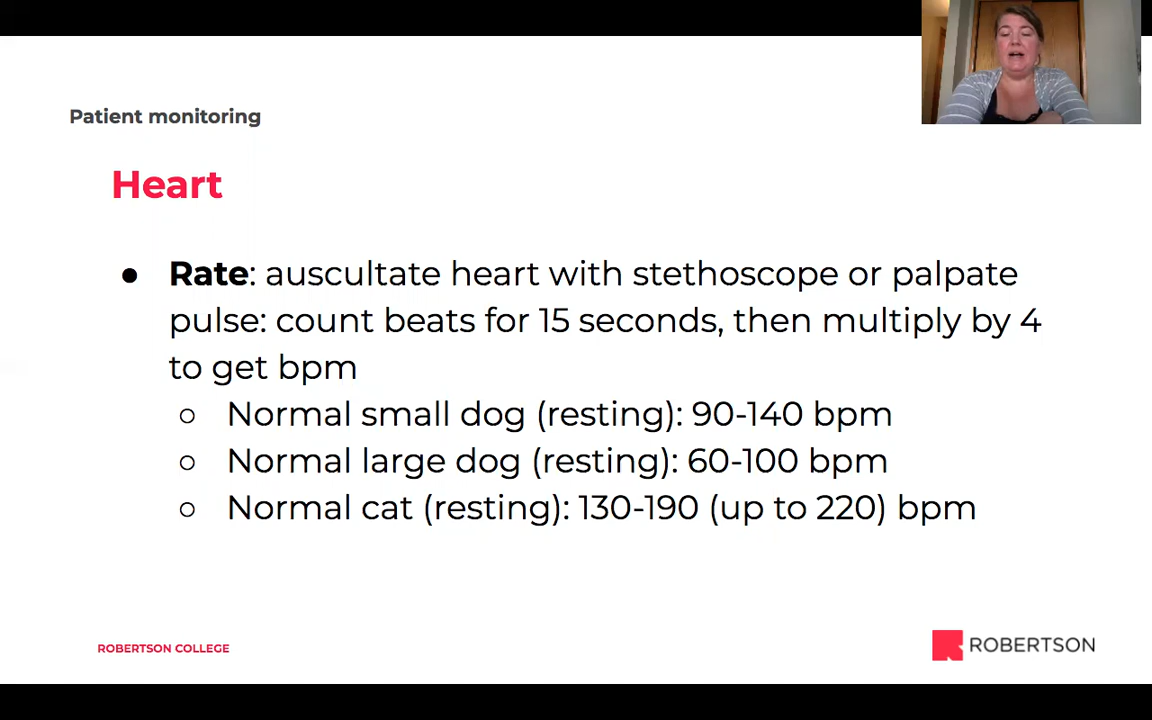 Patient monitoring
Heart
● Rate: auscultate heart with stethoscope or palpate
pulse: count beats for 15 seconds, then multiply by 4
to get bpm
○ Normal small dog (resting): 90-140 bpm
○ Normal large dog (resting): 60-100 bpm
○ Normal cat (resting): 130-190 (up to 220) bpm
ROBERTSON COLLEGE
ROBERTSON